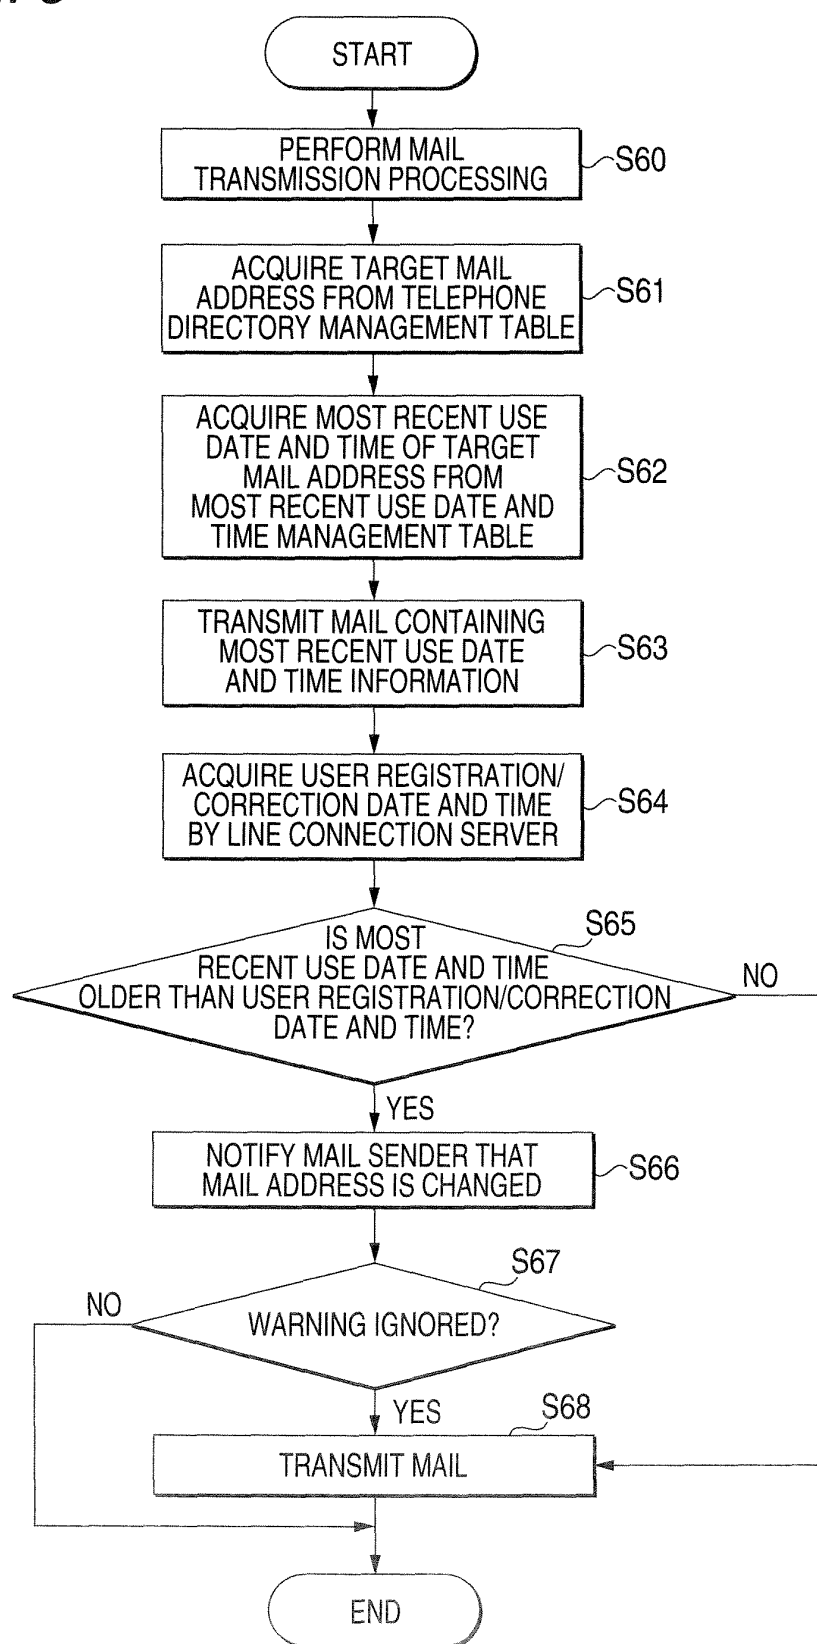 START
PERFORM MAIL
TRANSMISSION PROCESSING
S60
ACQUIRE TARGET MAIL
ADDRESS FROM TELEPHONE
DIRECTORY MANAGEMENT TABLE
S61
ACQUIRE MOST RECENT USE
DATE AND TIME OF TARGET
MAIL ADDRESS FROM
MOST RECENT USE DATE AND
TIME MANAGEMENT TABLE
S62
TRANSMIT MAIL CONTAINING
MOST RECENT USE DATE
AND TIME INFORMATION
S63
ACQUIRE USER REGISTRATION/
CORRECTION DATE AND TIME
BY LINE CONNECTION SERVER
S64
S65
IS MOST
RECENT USE DATE AND TIME
OLDER THAN USER REGISTRATION/CORRECTION
DATE AND TIME?
NO
YES
NOTIFY MAIL SENDER THAT
MAIL ADDRESS IS CHANGED
S66
S67
NO
WARNING IGNORED?
YES
S68
TRANSMIT MAIL
END